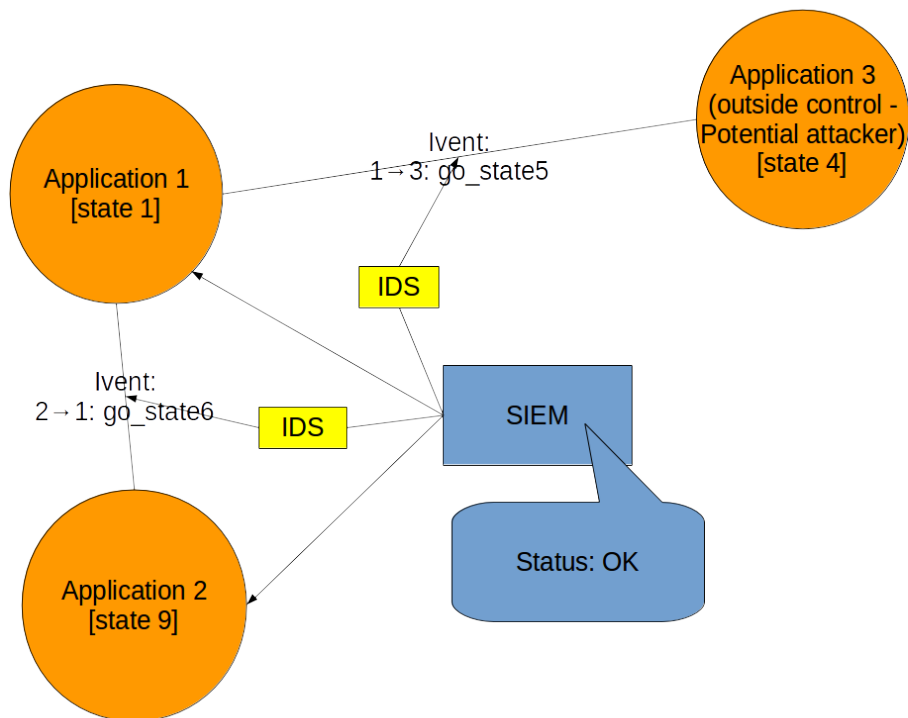 Application 3
(outside control -
Potential attacker)
[state 4]
Ivent:
1→3: go_state5
Application 1
[state 1]
IDS
Ivent:
2→1: go_state6
IDS
SIEM
Status: OK
Application 2
[state 9]